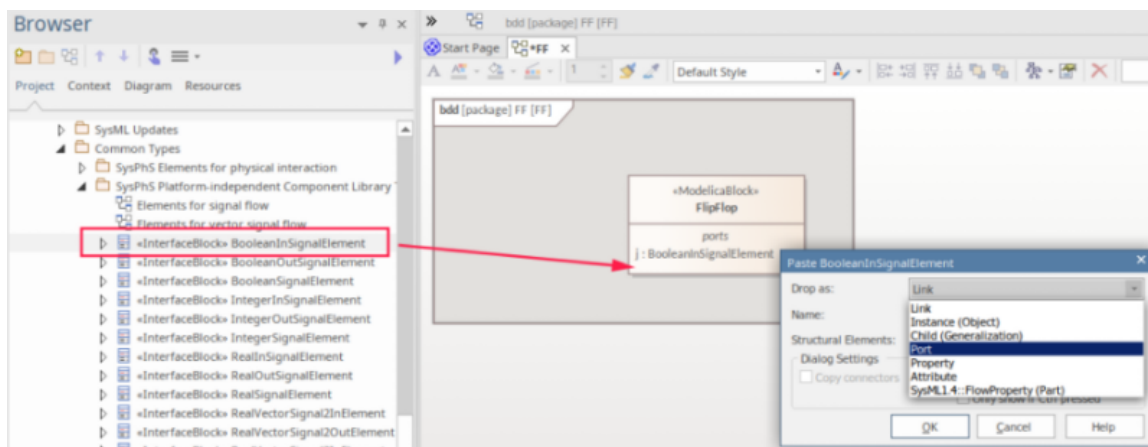 Browser
Project Context Diagram Resources
SysML Updates
Common Types
SysPhS Elements for physical interaction
SysPhS Platform-independent Component Library
Elements for signal flow
Elements for vector signal flow
«InterfaceBlock» BooleanInSignalElement
«InterfaceBlock» BooleanOutSignalElement
«InterfaceBlock» BooleanSignalElement
«InterfaceBlock» IntegerInSignalElement
«InterfaceBlock» IntegerOutSignalElement
«InterfaceBlock» IntegerSignalElement
«InterfaceBlock» RealInSignalElement
«InterfaceBlock» RealOutSignalElement
«InterfaceBlock» RealSignalElement
«InterfaceBlock» RealVectorSignal2InElement
«InterfaceBlock» RealVectorSignal2OutElement
bdd [package] FF [FF]
Start Page *FF
A 1 Default Style
bdd [package] FF [FF]
«ModelicaBlock»
FlipFlop
ports
j : BooleanInSignalElement
Paste BooleanInSignalElement
Drop as: Link
Link
Name: Instance (Object)
Child (Generalization)
Structural Elements: Port
Dialog Settings Property
Copy connectors Attribute
SysML1.4::FlowProperty (Part)
Only show if Ctrl pressed
OK Cancel Help